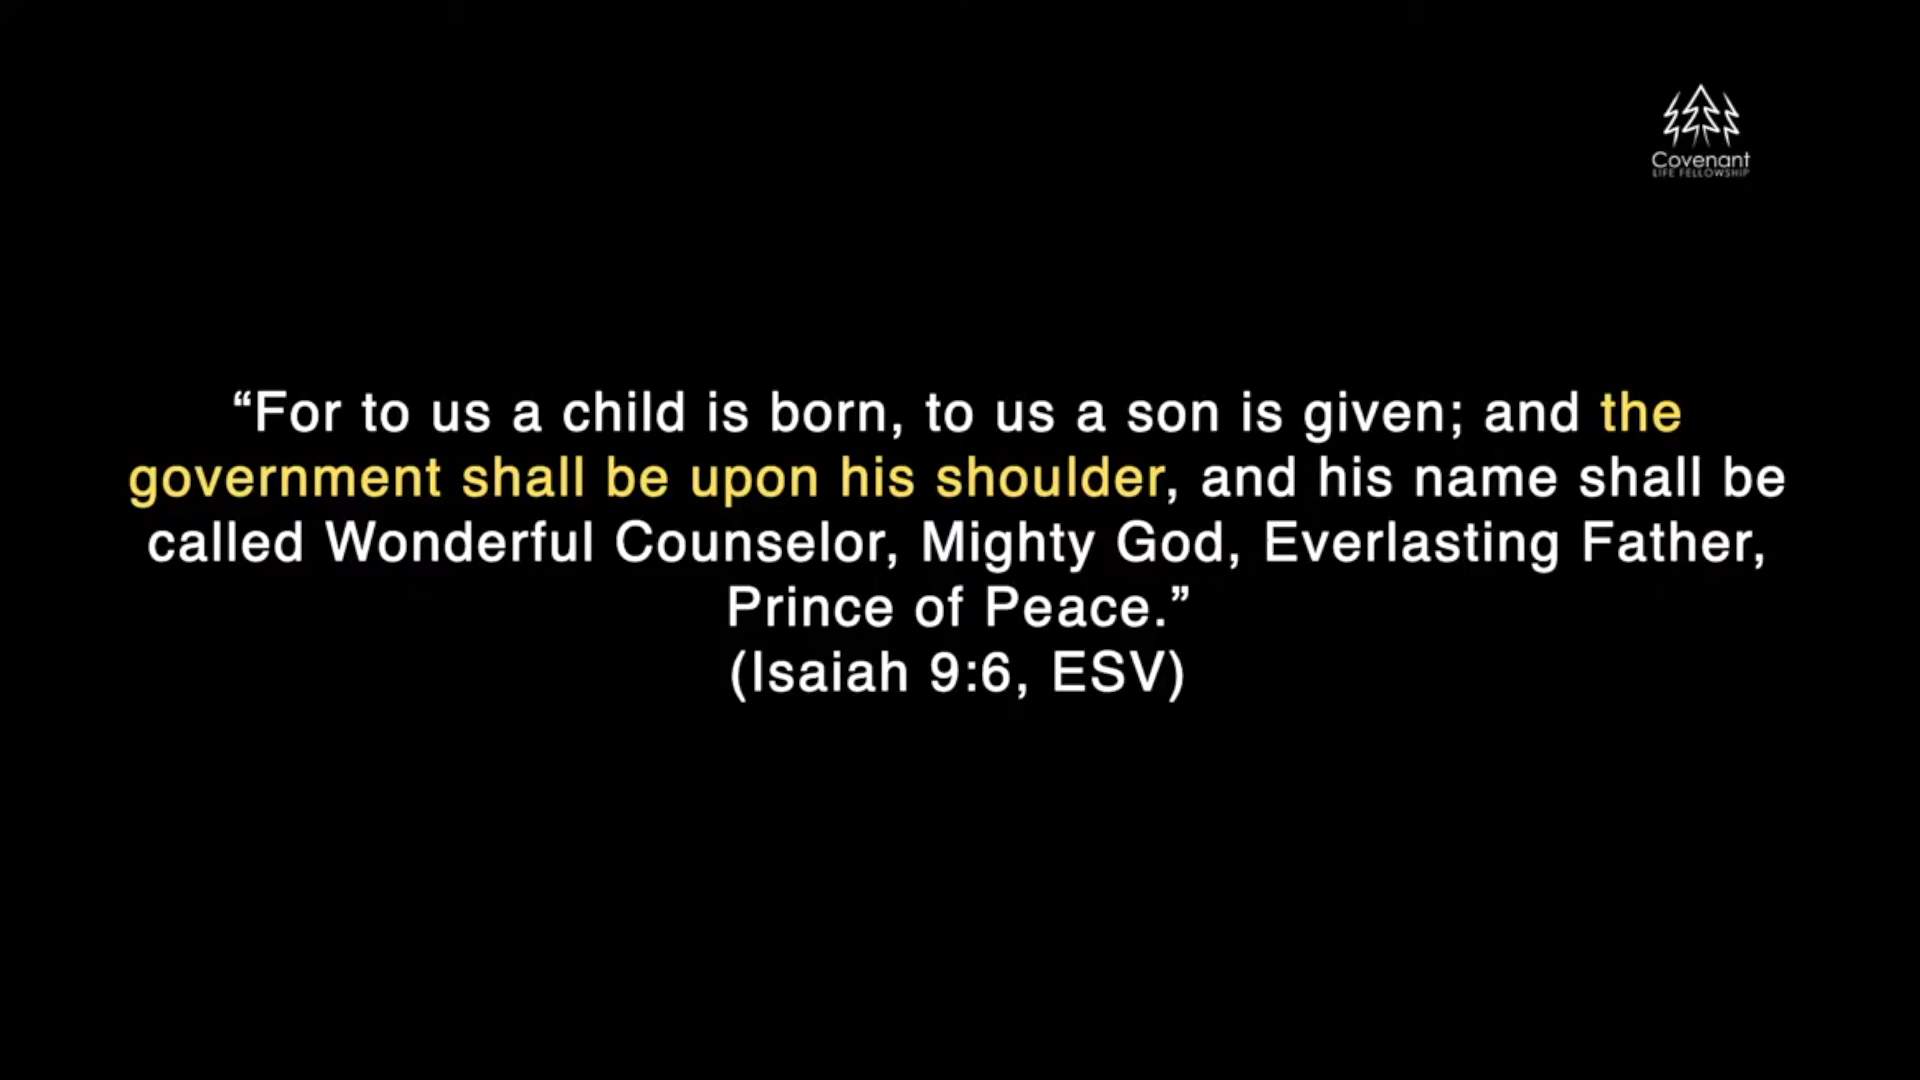 Covenant
LIFE FELLOWSHIP
“For to us a child is born, to us a son is given; and the
government shall be upon his shoulder, and his name shall be
called Wonderful Counselor, Mighty God, Everlasting Father,
Prince of Peace.”
(Isaiah 9:6, ESV)